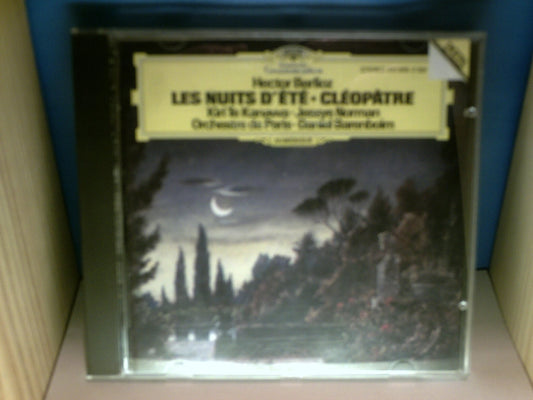 Hector Berlioz
LES NUITS D'ÉTÉ · CLÉOPÂTRE
Kiri Te Kanawa · Jessye Norman
Orchestre de Paris · Daniel Barenboim